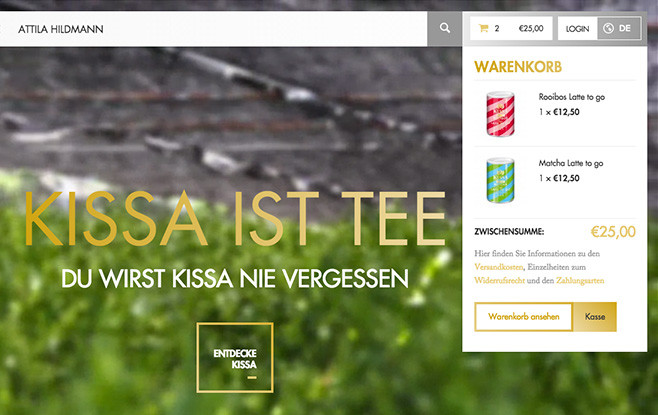 ATTILA HILDMANN
2 €25,00
LOGIN
DE
WARENKORB
Rooibos Latte to go
1 x €12,50
Matcha Latte to go
1 x €12,50
ZWISCHENSUMME: €25,00
Hier finden Sie Informationen zu den
Versandkosten, Einzelheiten zum
Widerrufsrecht und den Zahlungsarten
Warenkorb ansehen
Kasse
KISSA IST TEE
DU WIRST KISSA NIE VERGESSEN
ENTDECKE
KISSA